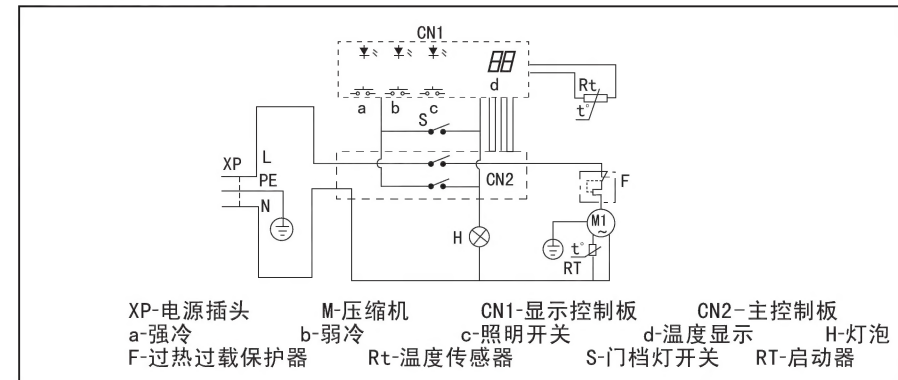 CN1
88
Rt
d
t°
a b c
S
L
XP
PE
CN2
F
N
M1
~
H
t°
RT
XP-电源插头 M-压缩机 CN1-显示控制板 CN2-主控制板
a-强冷 b-弱冷 c-照明开关 d-温度显示 H-灯泡
F-过热过载保护器 Rt-温度传感器 S-门档灯开关 RT-启动器